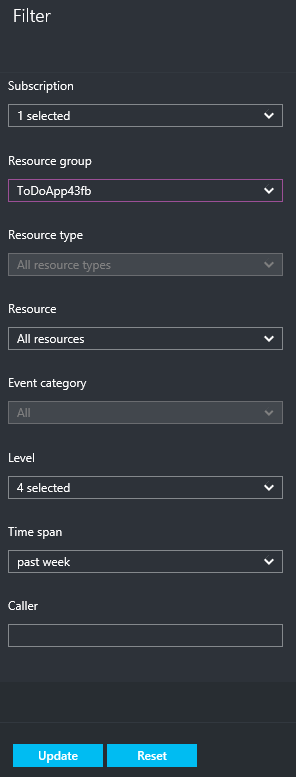 Filter
Subscription
1 selected
Resource group
ToDoApp43fb
Resource type
All resource types
Resource
All resources
Event category
All
Level
4 selected
Time span
past week
Caller
Update Reset